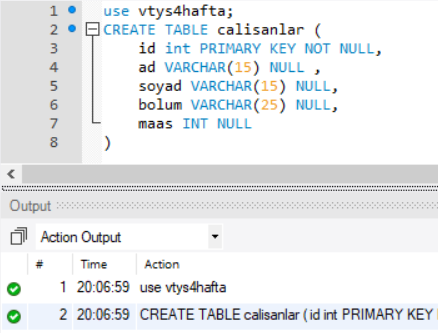 1 use vtys4hafta;
2 CREATE TABLE calisanlar (
3 id int PRIMARY KEY NOT NULL,
4 ad VARCHAR(15) NULL ,
5 soyad VARCHAR(15) NULL,
6 bolum VARCHAR(25) NULL,
7 maas INT NULL
8 )
Output
Action Output
# Time Action
1 20:06:59 use vtys4hafta
2 20:06:59 CREATE TABLE calisanlar ( id int PRIMARY KEY